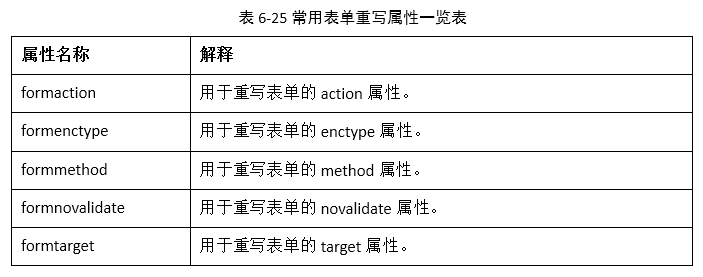 表 6-25 常用表单重写属性一览表
属性名称 解释
formaction 用于重写表单的 action 属性。
formenctype 用于重写表单的 enctype 属性。
formmethod 用于重写表单的 method 属性。
formnovalidate 用于重写表单的 novalidate 属性。
formtarget 用于重写表单的 target 属性。